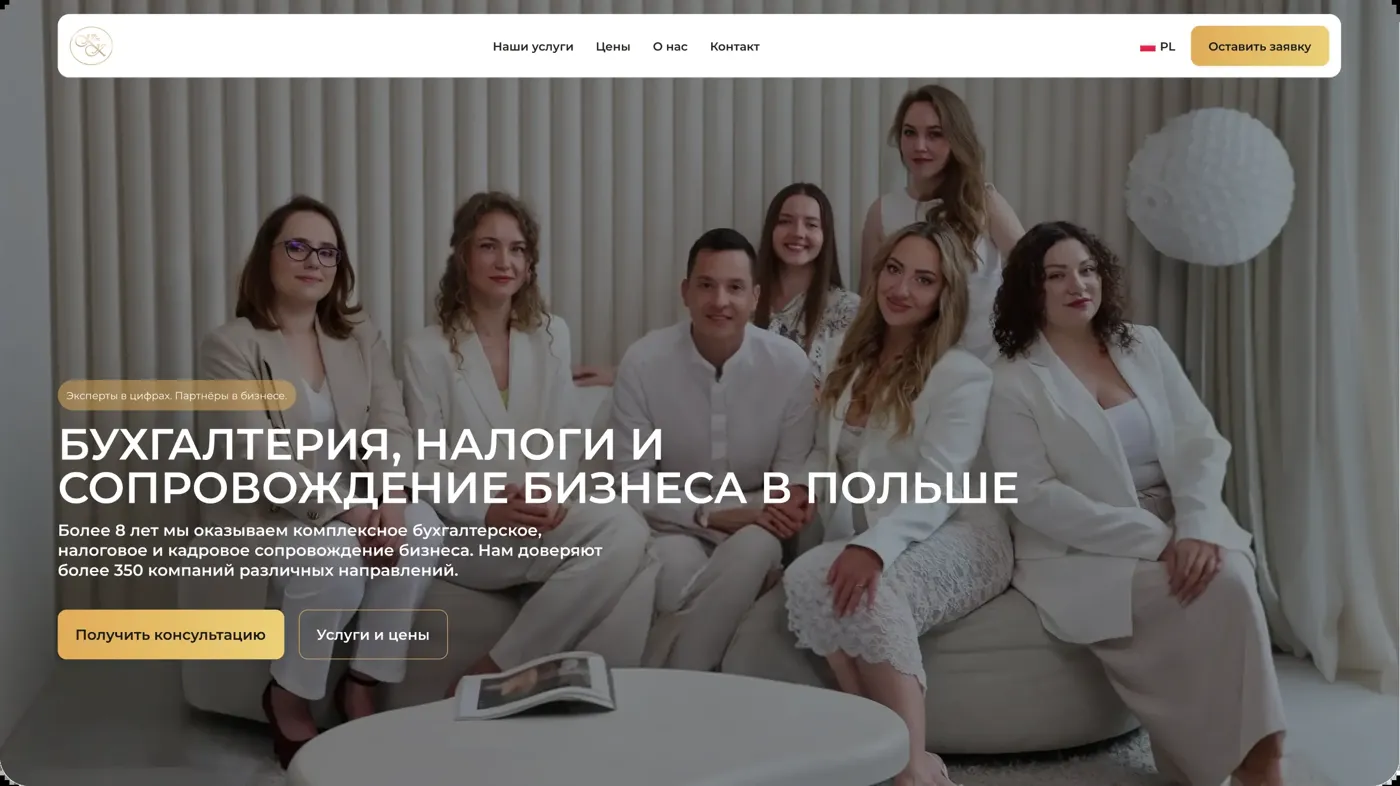 Наши услуги
Цены
О нас
Контакт
PL
Оставить заявку
Эксперты в цифрах. Партнёры в бизнесе.
БУХГАЛТЕРИЯ, НАЛОГИ И
СОПРОВОЖДЕНИЕ БИЗНЕСА В ПОЛЬШЕ
Более 8 лет мы оказываем комплексное бухгалтерское,
налоговое и кадровое сопровождение бизнеса. Нам доверяют
более 350 компаний различных направлений.
Получить консультацию
Услуги и цены